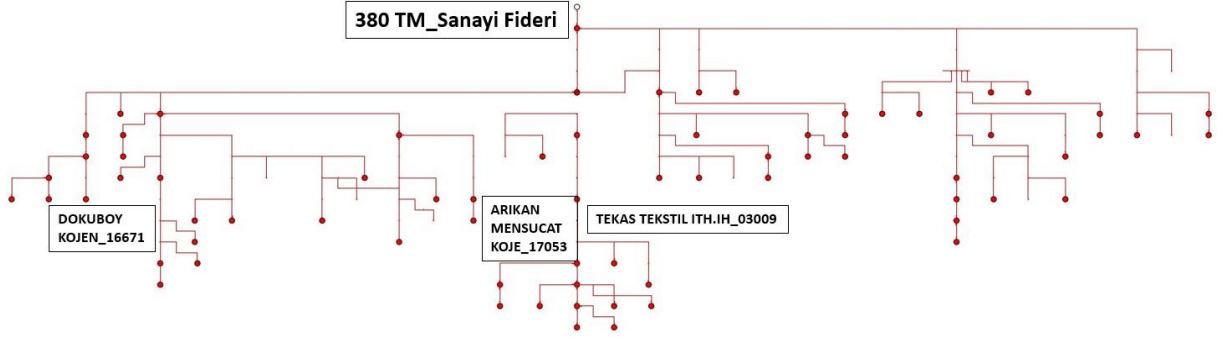 380 TM_Sanayi Fideri
DOKUBOY
KOJEN_16671
ARIKAN
MENSUCAT
KOJE_17053
TEKAS TEKSTIL ITH.IH_03009